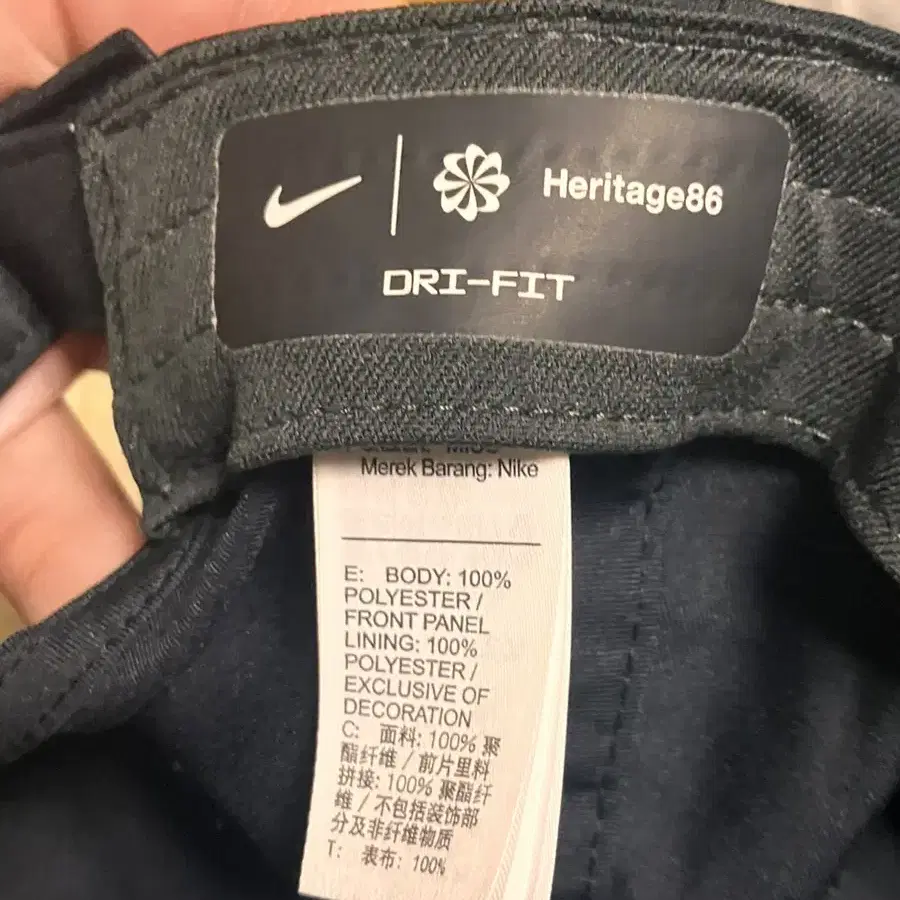 Heritage86
DRI-FIT
Merek Barang: Nike
E: BODY: 100%
POLYESTER /
FRONT PANEL
LINING: 100%
POLYESTER /
EXCLUSIVE OF
DECORATION
C: 面料: 100% 聚
酯纤维 / 前片里料
拼接: 100% 聚酯纤
维 / 不包括装饰部
分及非纤维物质
T: 表布: 100%